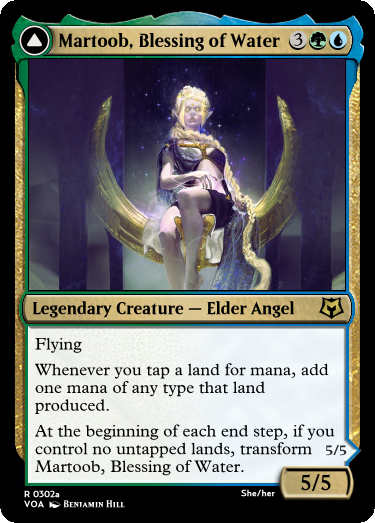 Martoob, Blessing of Water 3
Legendary Creature — Elder Angel
Flying
Whenever you tap a land for mana, add
one mana of any type that land
produced.
At the beginning of each end step, if you
control no untapped lands, transform
Martoob, Blessing of Water.
5/5
5/5
R 0302a
She/her
VOA Benjamin Hill